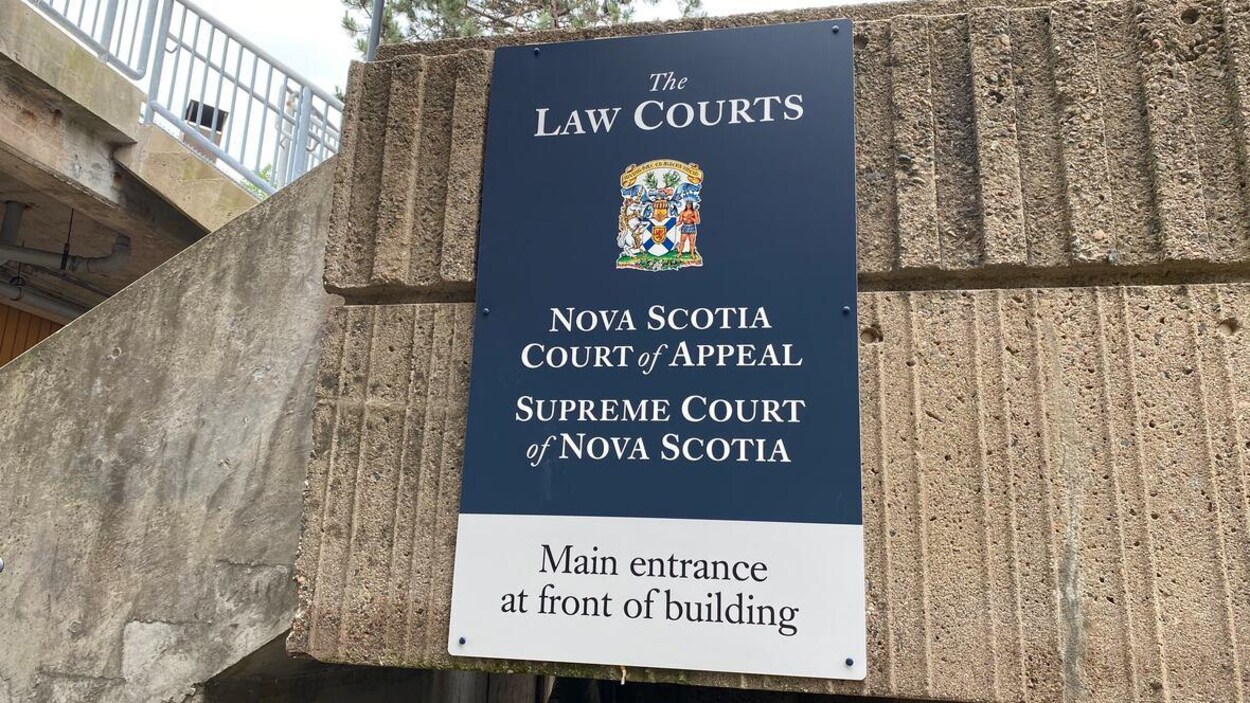 The
LAW COURTS
NOVA SCOTIA
COURT of APPEAL
SUPREME COURT
of NOVA SCOTIA
Main entrance
at front of building